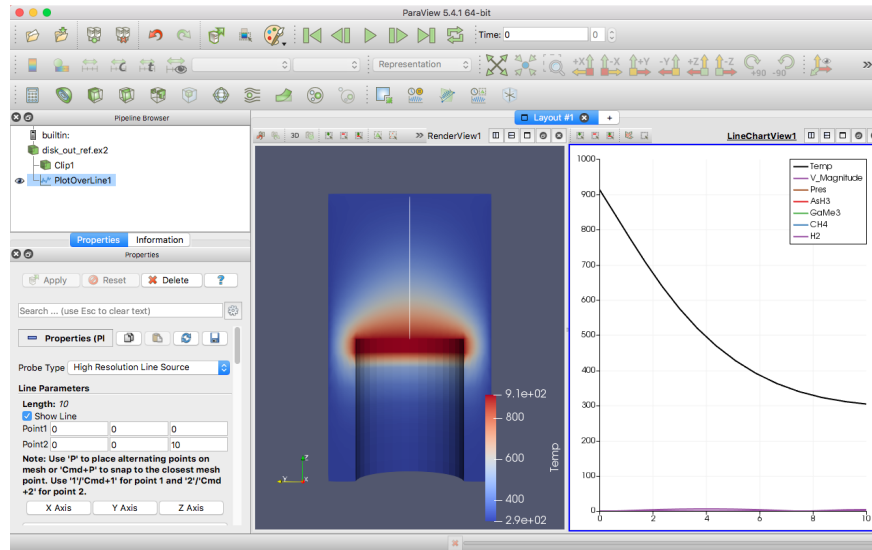 ParaView 5.4.1 64-bit
Time: 0
0
Representation
+X
-X
+Y
-Y
+Z
-Z
+90
-90
Pipeline Browser
builtin:
disk_out_ref.ex2
Clip1
PlotOverLine1
Properties
Information
Properties
Apply
Reset
Delete
?
Search ... (use Esc to clear text)
Properties (Pl
Probe Type
High Resolution Line Source
Line Parameters
Length: 10
Show Line
Point1 0 0 0
Point2 0 0 10
Note: Use 'P' to place alternating points on
mesh or 'Cmd+P' to snap to the closest mesh
point. Use '1'/'Cmd+1' for point 1 and '2'/'Cmd
+2' for point 2.
X Axis
Y Axis
Z Axis
Layout #1
+
3D
RenderView1
9.1e+02
800
600
400
2.9e+02
Temp
Z
Y
X
LineChartView1
1000
900
800
700
600
500
400
300
200
100
0
0 2 4 6 8 10
Temp
V_Magnitude
Pres
AsH3
GaMe3
CH4
H2